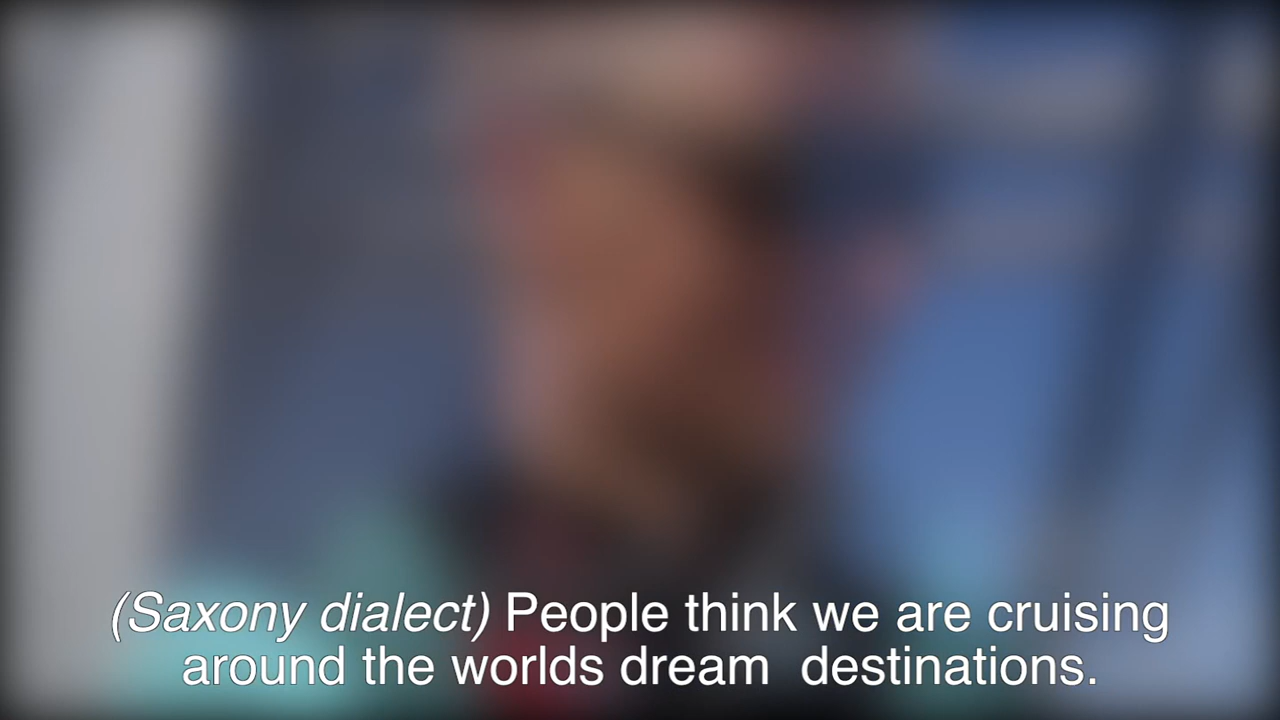 (Saxony dialect) People think we are cruising
around the worlds dream  destinations.